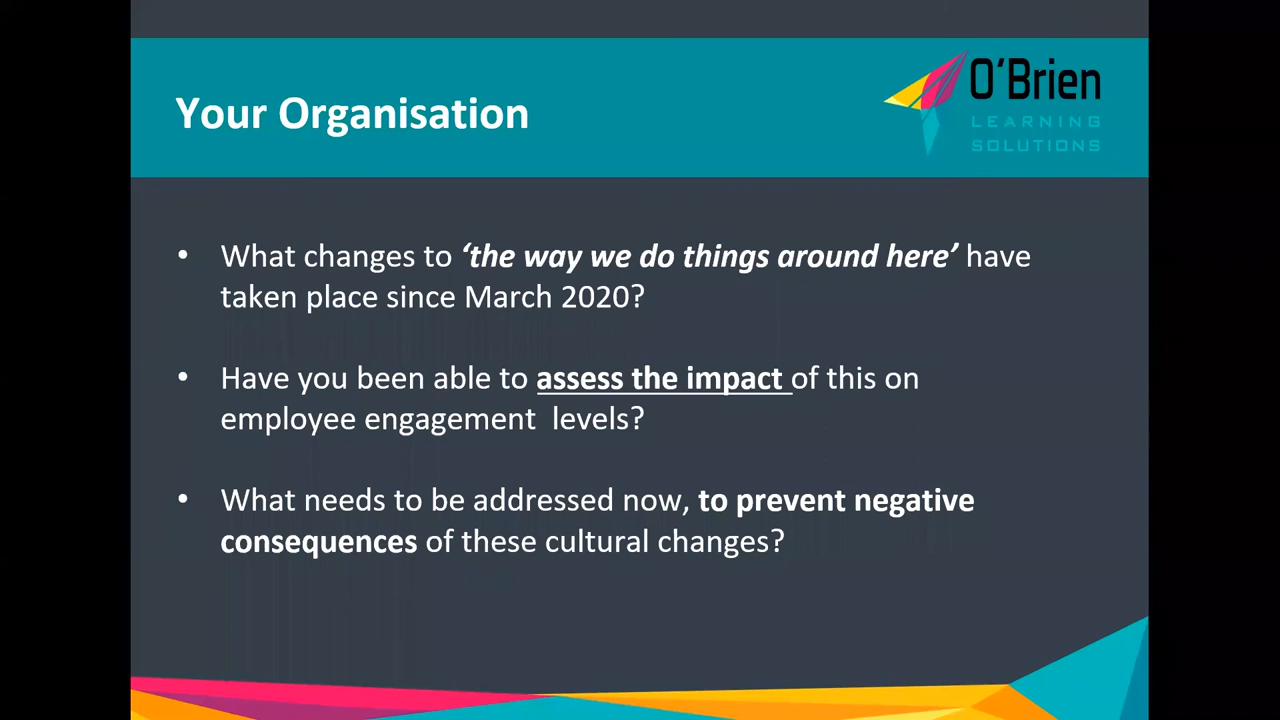 Your Organisation
O'Brien
LEARNING
SOLUTIONS
• What changes to ‘the way we do things around here’ have
taken place since March 2020?
• Have you been able to assess the impact of this on
employee engagement  levels?
• What needs to be addressed now, to prevent negative
consequences of these cultural changes?